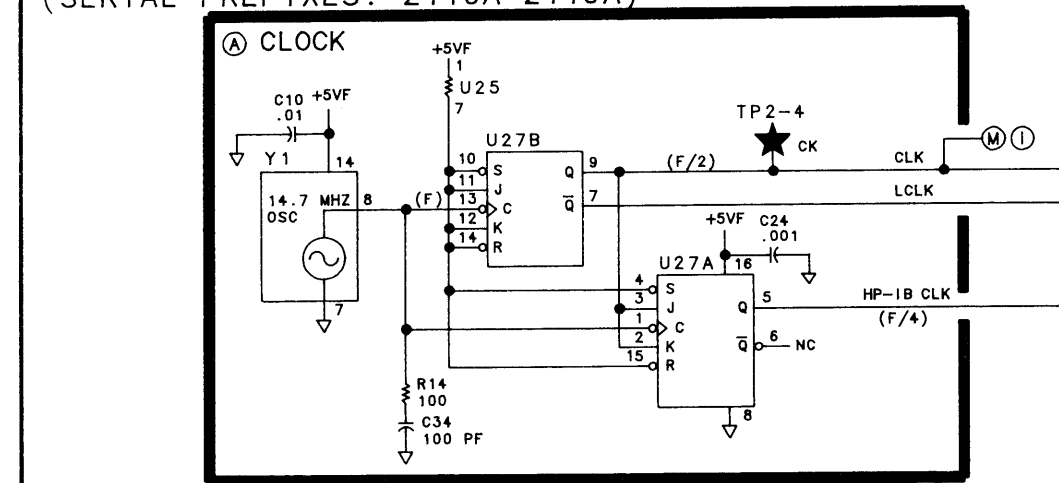 (SERIAL PREFIXES:
A CLOCK
+5VF
1
U25
7
C10
.01
+5VF
Y1
14
14.7 MHZ
OSC
8
7
(F)
U27B
10
11
13
12
14
S
J
C
K
R
Q
Q
9
7
(F/2)
TP2-4
CK
CLK
M I
LCLK
+5VF
C24
.001
U27A
16
4
3
1
2
15
S
J
C
K
R
Q
Q
5
6
NC
8
HP-IB CLK
(F/4)
R14
100
C34
100 PF